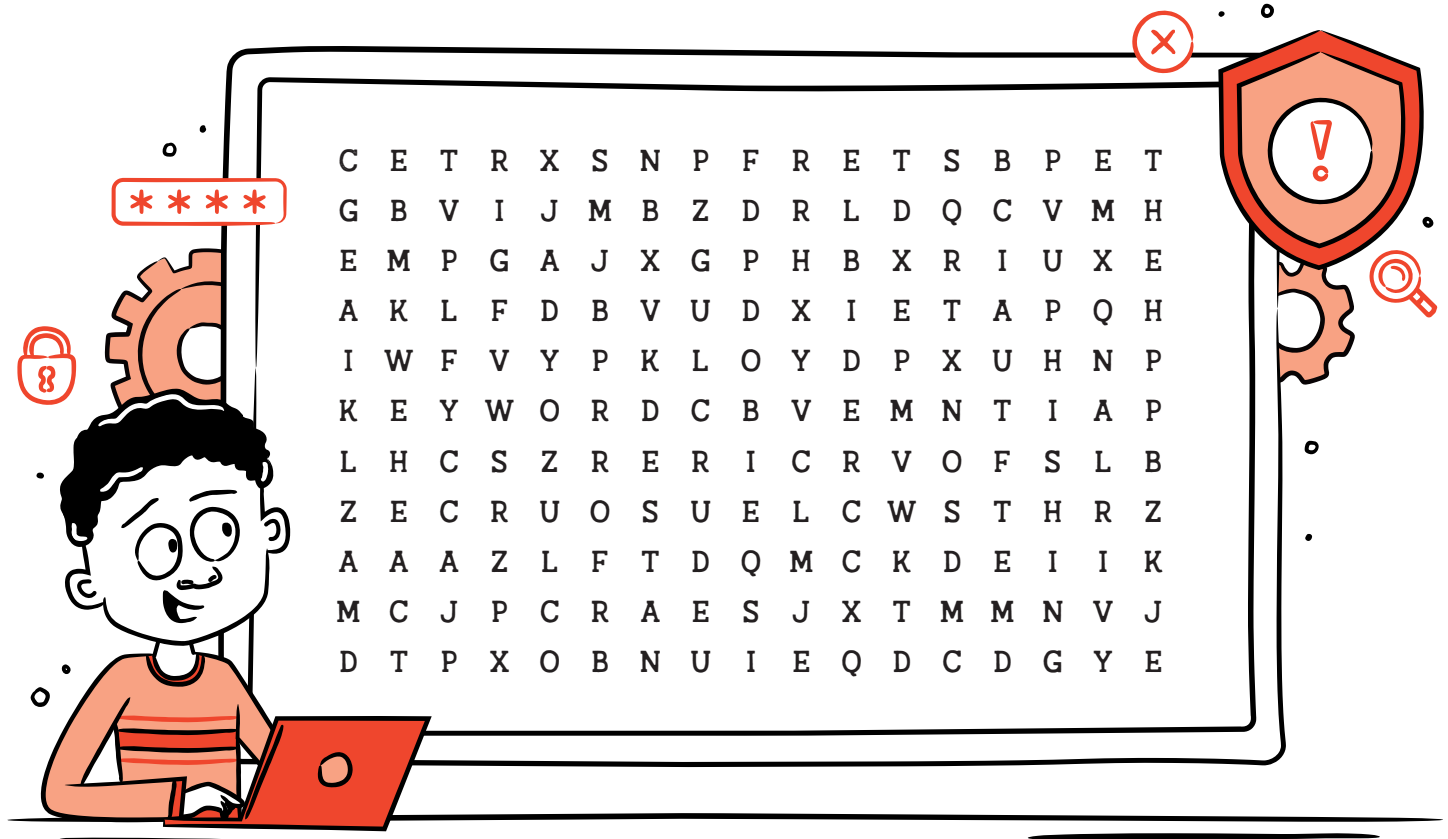 C E T R X S N P F R E T S B P E T
G B V I J M B Z D R L D Q C V M H
E M P G A J X G P H B X R I U X E
A K L F D B V U D X I E T A P Q H
I W F V Y P K L O Y D P X U H N P
K E Y W O R D C B V E M N T I A P
L H C S Z R E R I C R V O F S L B
Z E C R U O S U E L C W S T H R Z
A A A Z L F T D Q M C K D E I I K
M C J P C R A E S J X T M M N V J
D T P X O B N U I E Q D C D G Y E